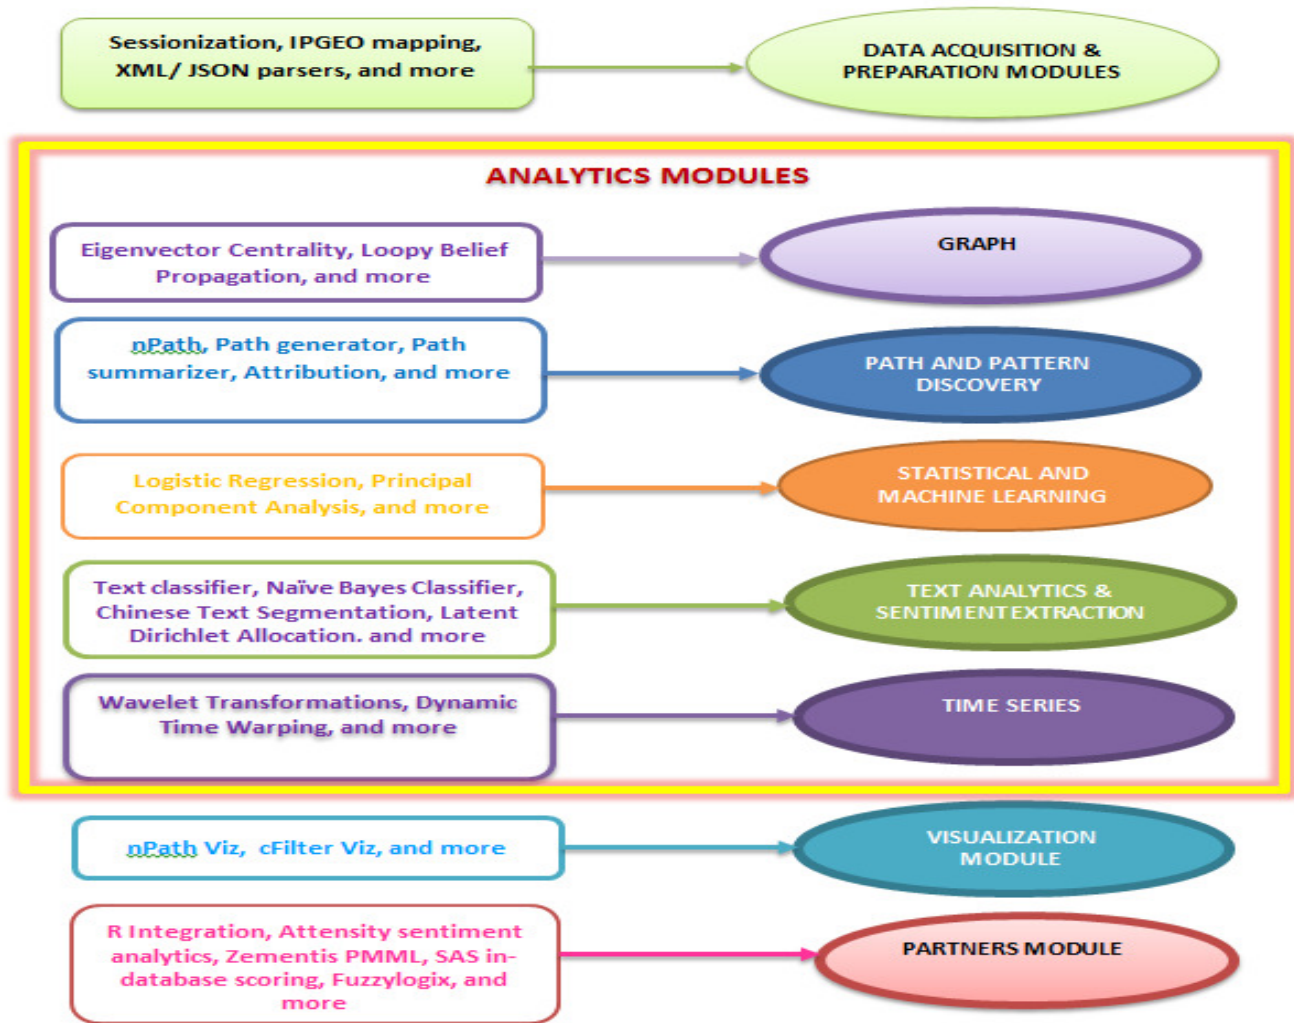 Sessionization, IPGEO mapping,
XML/ JSON parsers, and more
DATA ACQUISITION &
PREPARATION MODULES
ANALYTICS MODULES
Eigenvector Centrality, Loopy Belief
Propagation, and more
GRAPH
nPath, Path generator, Path
summarizer, Attribution, and more
PATH AND PATTERN
DISCOVERY
Logistic Regression, Principal
Component Analysis, and more
STATISTICAL AND
MACHINE LEARNING
Text classifier, Naïve Bayes Classifier,
Chinese Text Segmentation, Latent
Dirichlet Allocation. and more
TEXT ANALYTICS &
SENTIMENT EXTRACTION
Wavelet Transformations, Dynamic
Time Warping, and more
TIME SERIES
nPath Viz, cFilter Viz, and more
VISUALIZATION
MODULE
R Integration, Attensity sentiment
analytics, Zementis PMML, SAS in-
database scoring, Fuzzylogix, and
more
PARTNERS MODULE